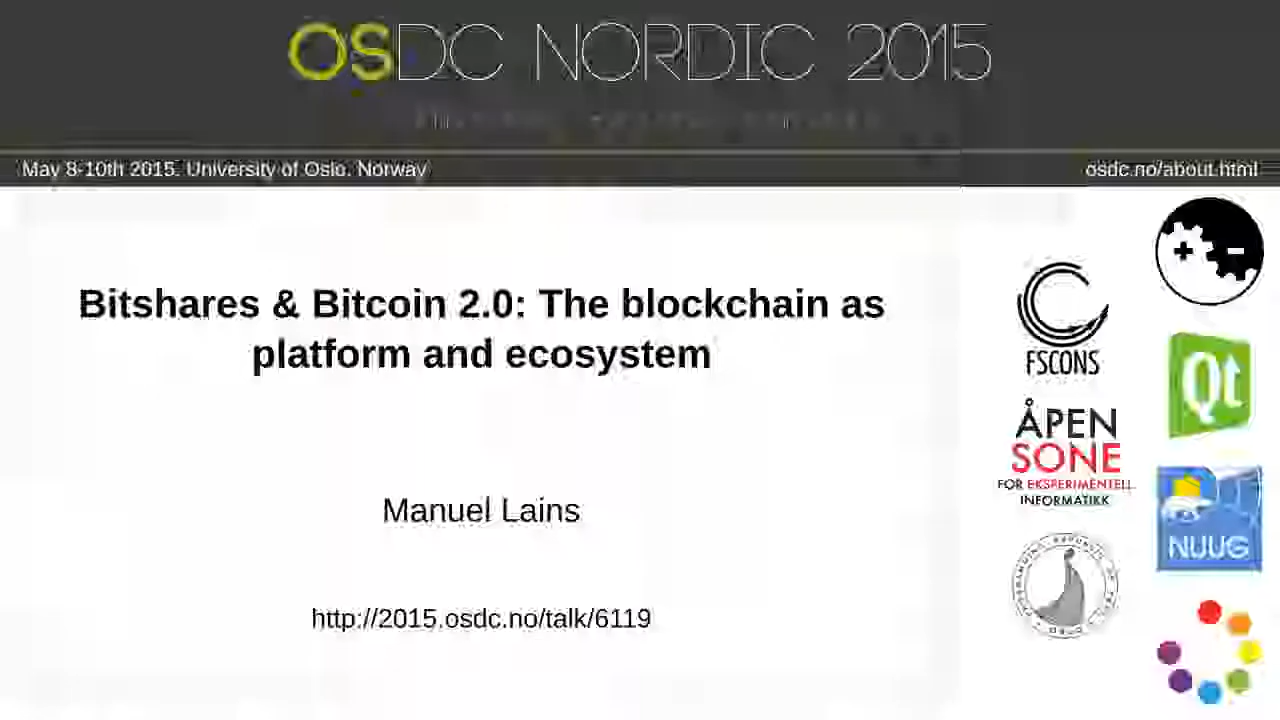 OSDC NORDIC 2015
May 8-10th 2015. University of Oslo. Norway
osdc.no/about.html
Bitshares & Bitcoin 2.0: The blockchain as
platform and ecosystem
Manuel Lains
http://2015.osdc.no/talk/6119
FSCONS
Qt
ÅPEN
SONE
FOR EKSPERIMENTELL
INFORMATIKK
NUUG